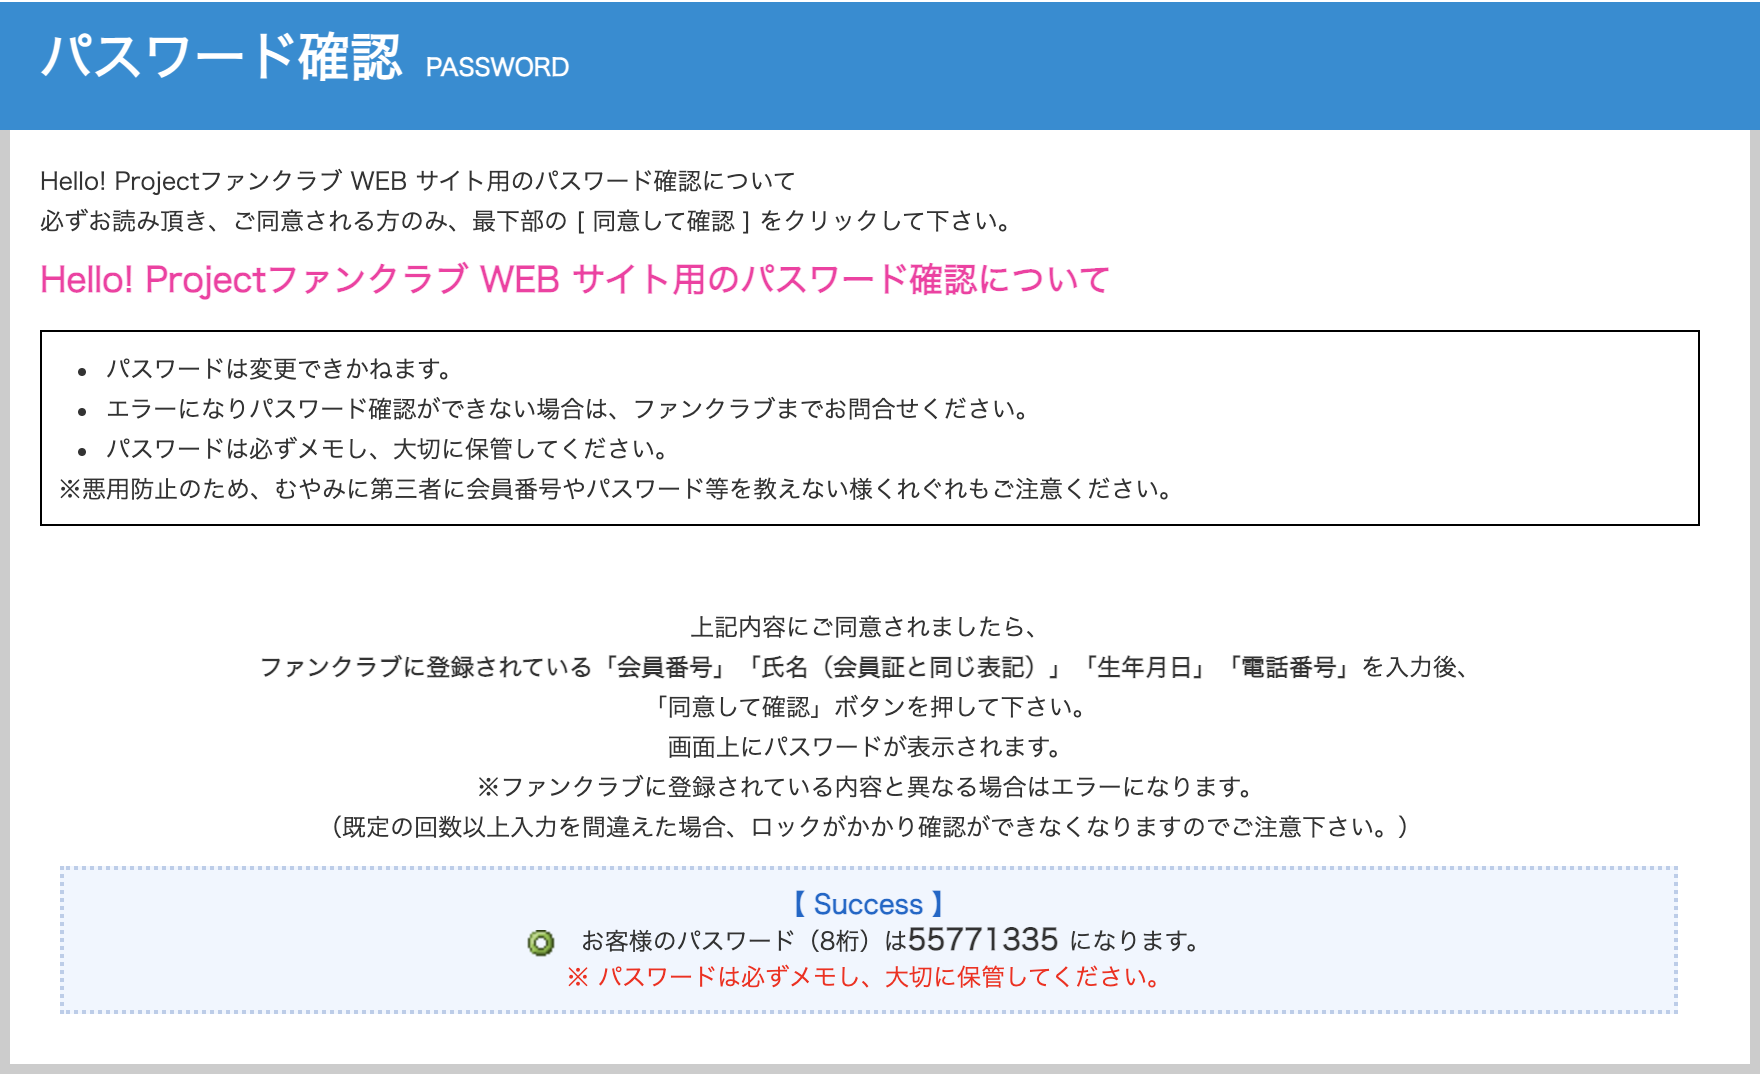 パスワード確認 PASSWORD
Hello! Projectファンクラブ WEB サイト用のパスワード確認について
必ずお読み頂き、ご同意される方のみ、最下部の [ 同意して確認 ] をクリックして下さい。
Hello! Projectファンクラブ WEB サイト用のパスワード確認について
• パスワードは変更できかねます。
• エラーになりパスワード確認ができない場合は、ファンクラブまでお問合せください。
• パスワードは必ずメモし、大切に保管してください。
※悪用防止のため、むやみに第三者に会員番号やパスワード等を教えない様くれぐれもご注意ください。
上記内容にご同意されましたら、
ファンクラブに登録されている「会員番号」「氏名（会員証と同じ表記）」「生年月日」「電話番号」を入力後、
「同意して確認」ボタンを押して下さい。
画面上にパスワードが表示されます。
※ファンクラブに登録されている内容と異なる場合はエラーになります。
（既定の回数以上入力を間違えた場合、ロックがかかり確認ができなくなりますのでご注意下さい。）
【 Success 】
お客様のパスワード（8桁）は55771335 になります。
※ パスワードは必ずメモし、大切に保管してください。